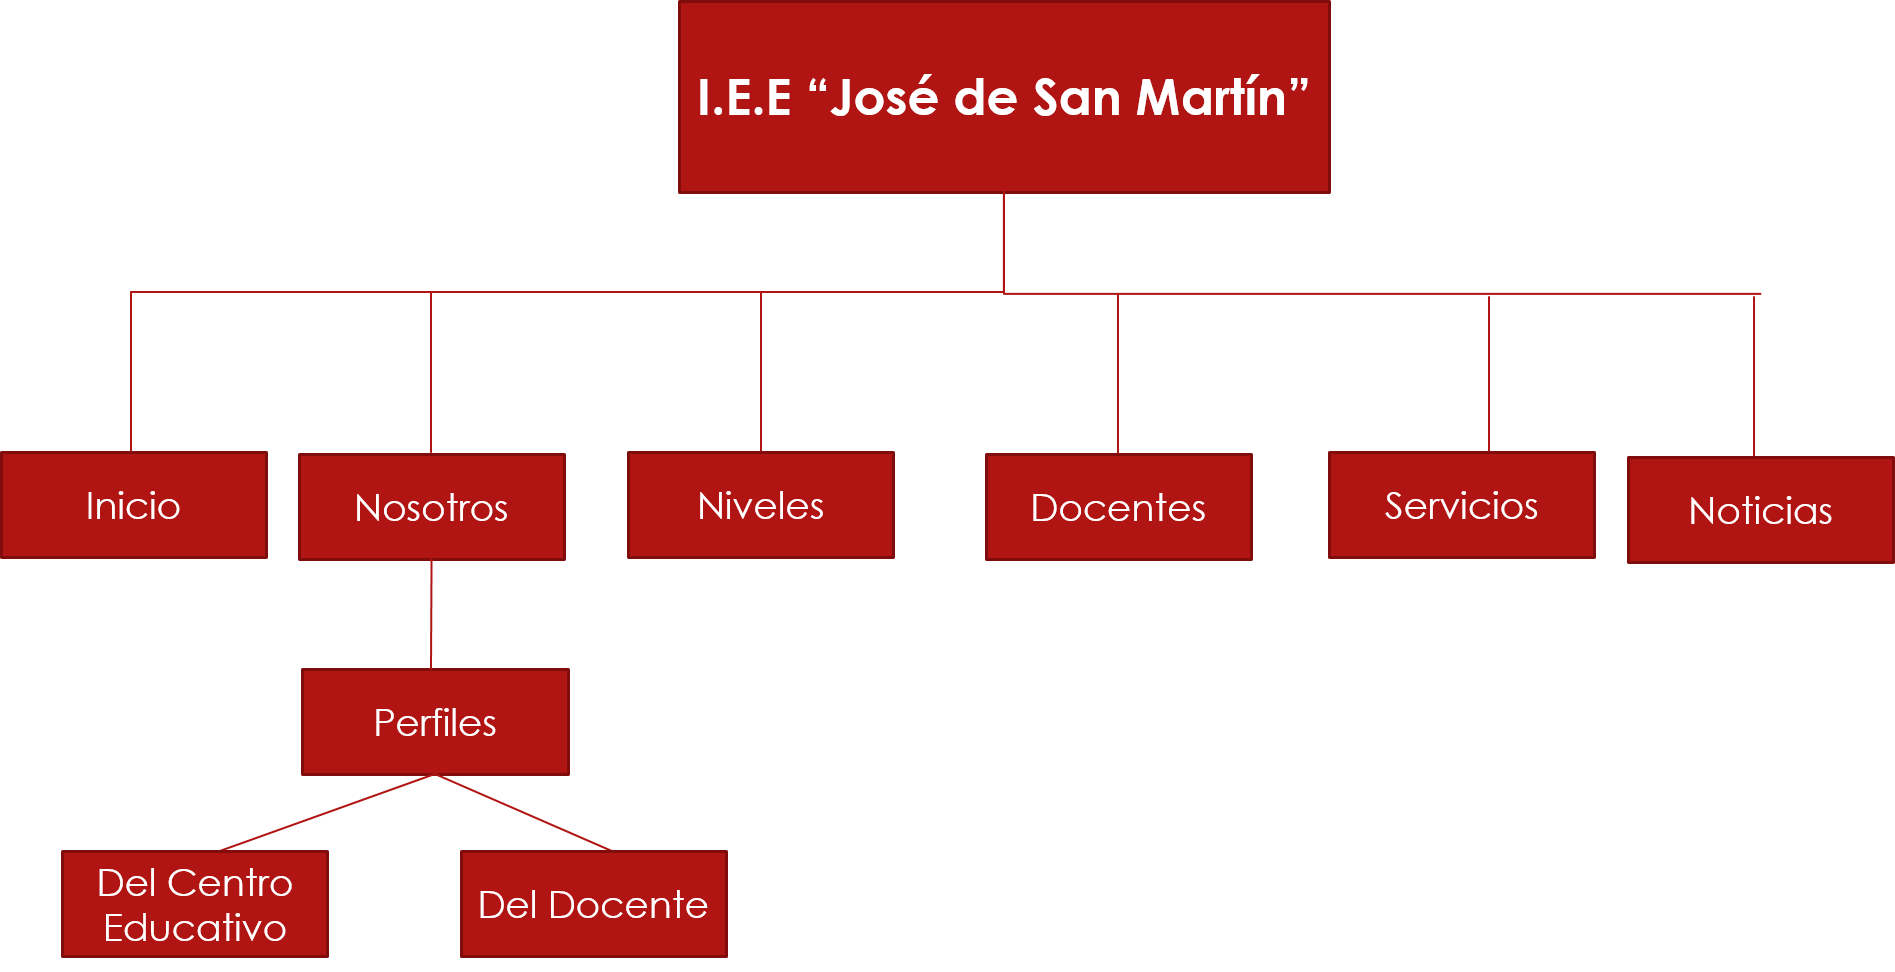 I.E.E “José de San Martín”
Inicio
Nosotros
Niveles
Docentes
Servicios
Noticias
Perfiles
Del Centro
Educativo
Del Docente